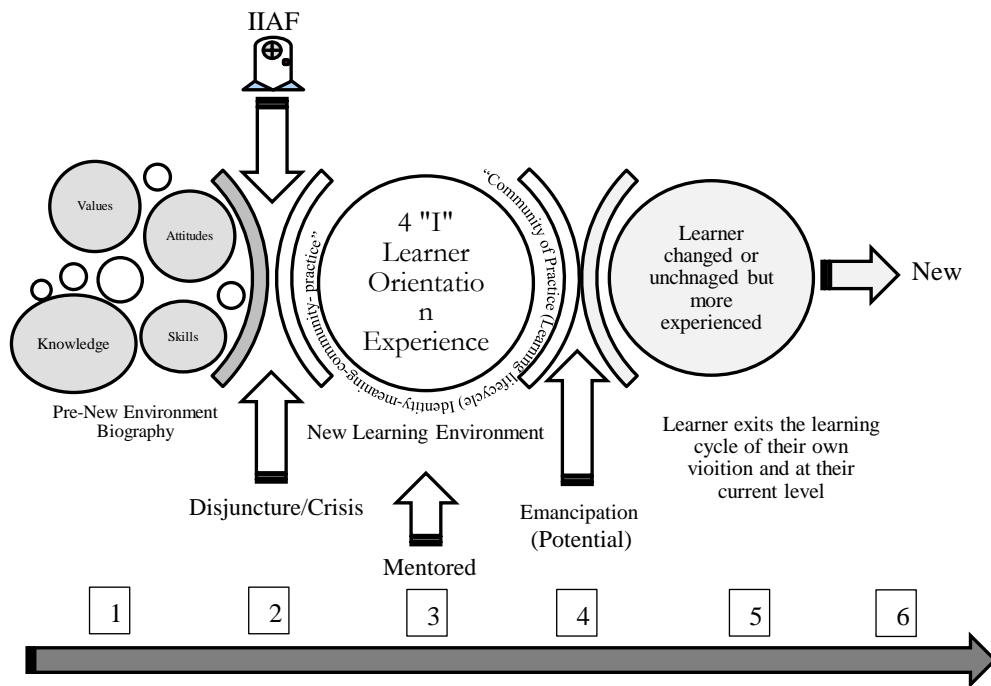 IIAF
Values
Attitudes
Knowledge
Skills
Pre-New Environment
Biography
Disjuncture/Crisis
4 "I"
Learner
Orientatio
n
Experience
“Community of Practice (Learning lifecycle) Identity-meaning-community- practice”
New Learning Environment
Mentored
Emancipation
(Potential)
Learner
changed or
unchnaged but
more
experienced
New
Learner exits the learning
cycle of their own
vioition and at their
current level
1
2
3
4
5
6